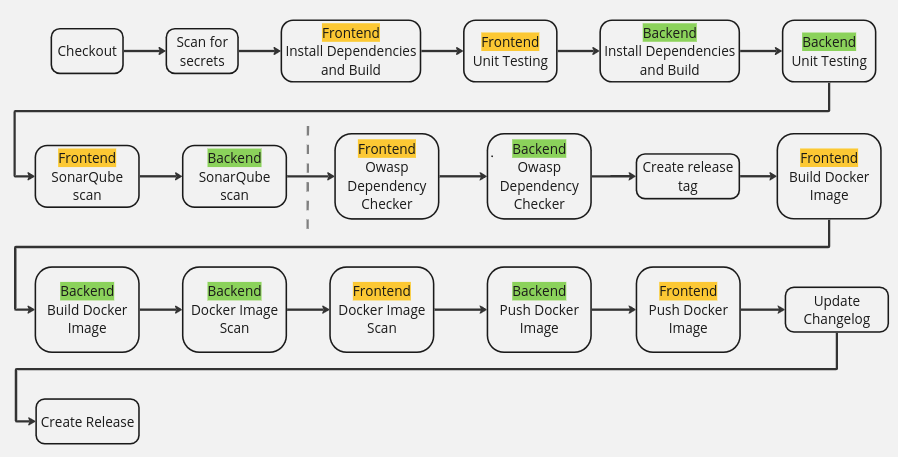 Checkout
Scan for
secrets
Frontend
Install Dependencies
and Build
Frontend
Unit Testing
Backend
Install Dependencies
and Build
Backend
Unit Testing
Frontend
SonarQube
scan
Backend
SonarQube
scan
Frontend
Owasp
Dependency
Checker
Backend
Owasp
Dependency
Checker
Create release
tag
Frontend
Build Docker
Image
Backend
Build Docker
Image
Backend
Docker Image
Scan
Frontend
Docker Image
Scan
Backend
Push Docker
Image
Frontend
Push Docker
Image
Update
Changelog
Create Release